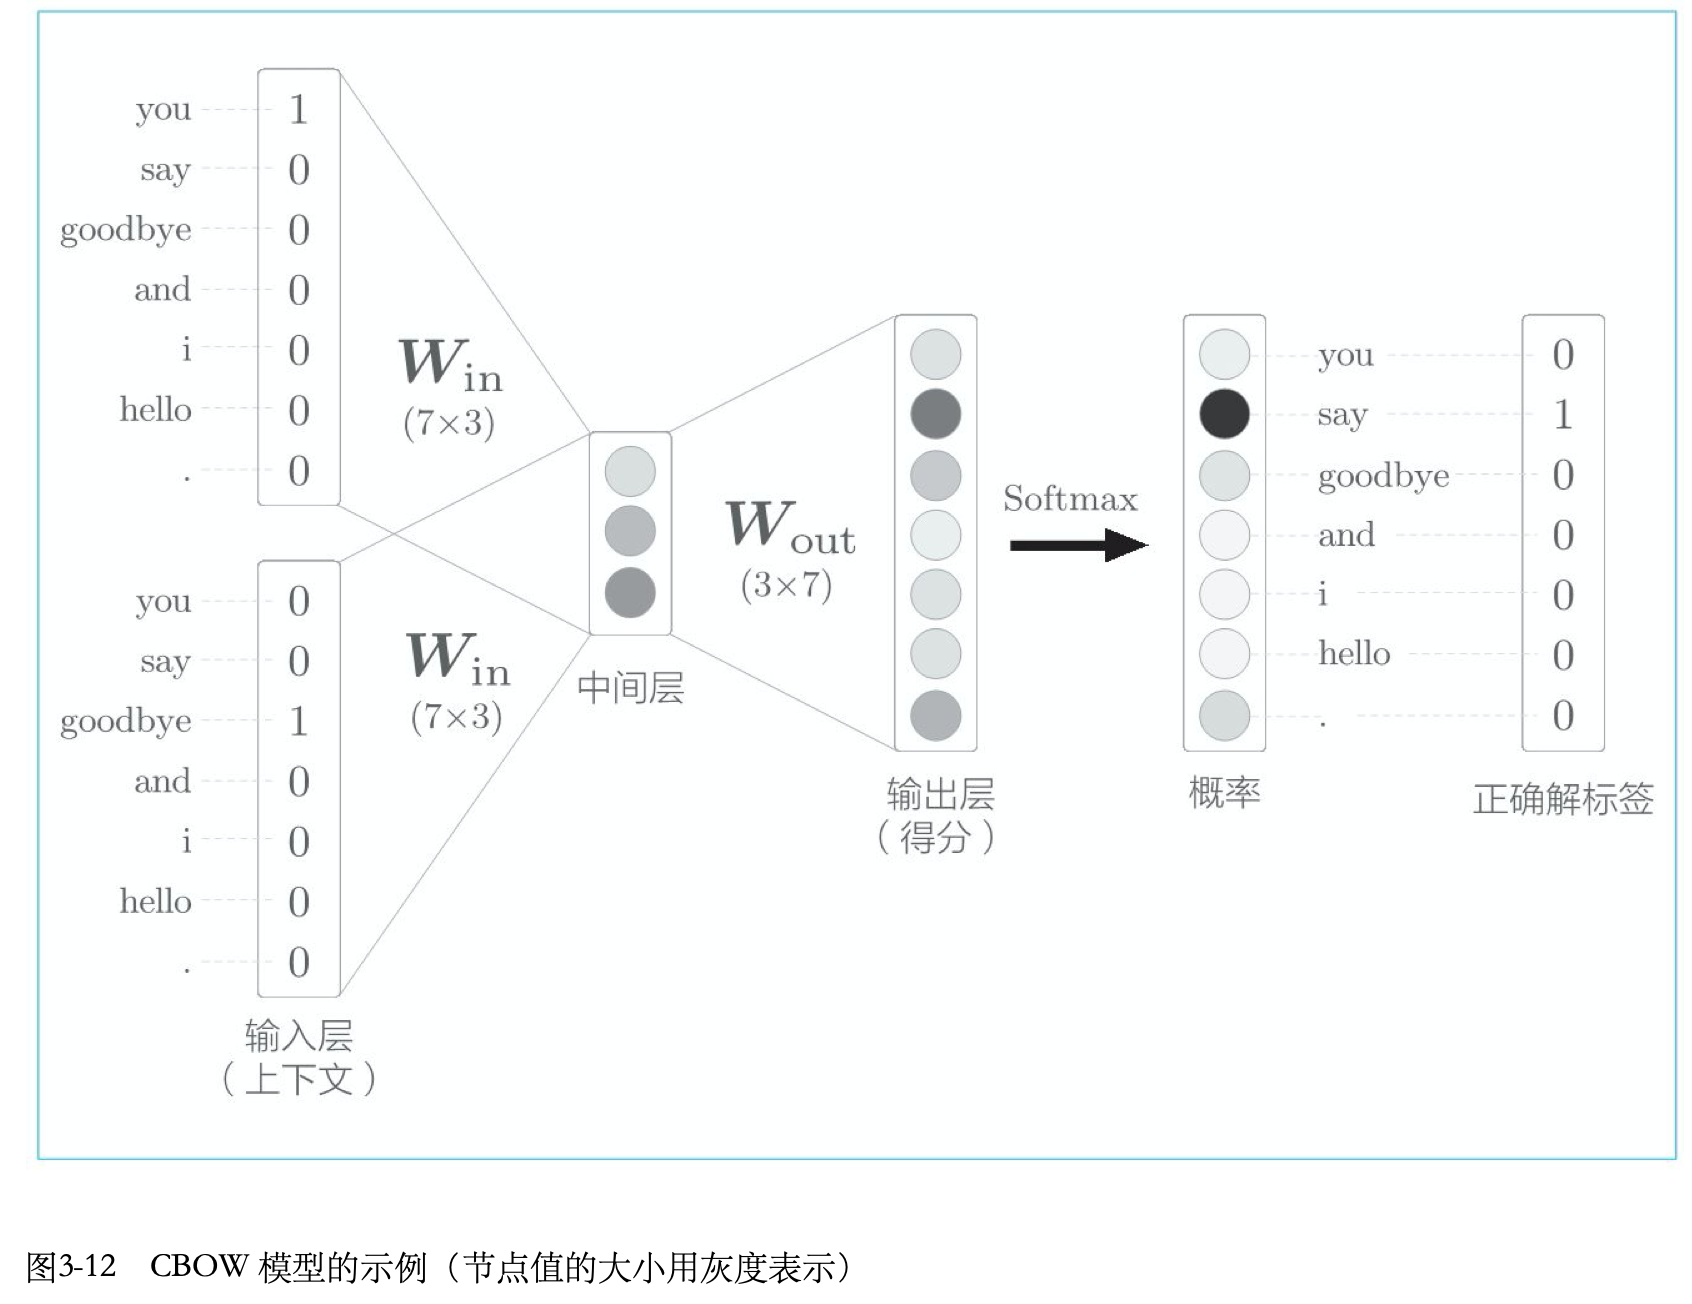 you 1
say 0
goodbye 0
and 0
i 0
hello 0
. 0
W in
(7×3)
you 0
say 0
goodbye 1
and 0
i 0
hello 0
. 0
W in
(7×3)
输入层
（上下文）
中间层
W out
(3×7)
输出层
（得分）
Softmax
概率
you 0
say 1
goodbye 0
and 0
i 0
hello 0
. 0
正确解标签
图3-12 CBOW 模型的示例（节点值的大小用灰度表示）